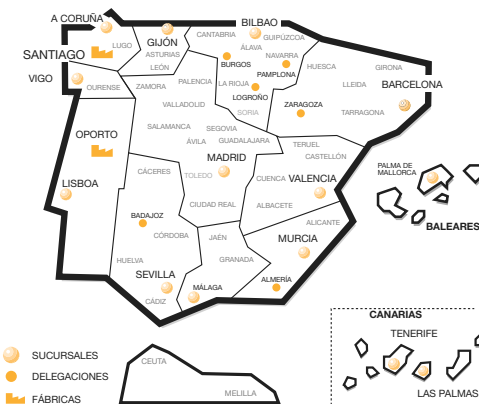 A CORUÑA
LUGO
GIJÓN
ASTURIAS
LEÓN
CANTABRIA
BILBAO
GUIPÚZCOA
ÁLAVA
SANTIAGO
BURGOS
NAVARRA
PAMPLONA
HUESCA
GIRONA
VIGO
OURENSE
ZAMORA
PALENCIA
LA RIOJA
LOGROÑO
LLEIDA
BARCELONA
VALLADOLID
SORIA
ZARAGOZA
TARRAGONA
OPORTO
SALAMANCA
SEGOVIA
ÁVILA
GUADALAJARA
TERUEL
CASTELLÓN
MADRID
CÁCERES
TOLEDO
CUENCA
VALENCIA
PALMA DE
MALLORCA
LISBOA
CIUDAD REAL
ALBACETE
BADAJOZ
ALICANTE
BALEARES
CÓRDOBA
JAÉN
MURCIA
HUELVA
GRANADA
SEVILLA
MÁLAGA
ALMERÍA
CÁDIZ
CANARIAS
TENERIFE
LAS PALMAS
CEUTA
MELILLA
SUCURSALES
DELEGACIONES
FÁBRICAS